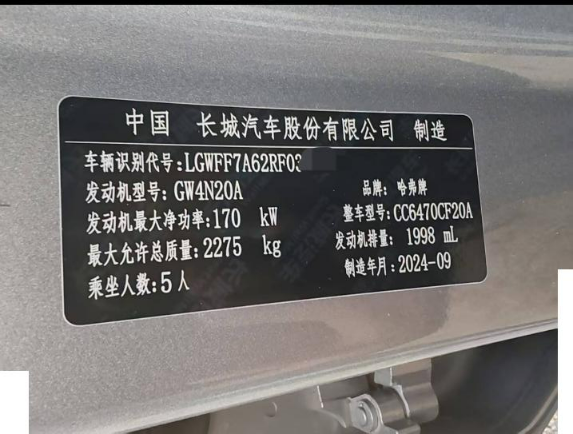 中国 长城汽车股份有限公司 制造
车辆识别代号:LGWFF7A62RF03
发动机型号:GW4N20A 品牌: 哈弗牌
发动机最大净功率:170 kW 整车型号:CC6470CF20A
最大允许总质量:2275 kg 发动机排量: 1998 mL
乘坐人数:5人 制造年月:2024-09